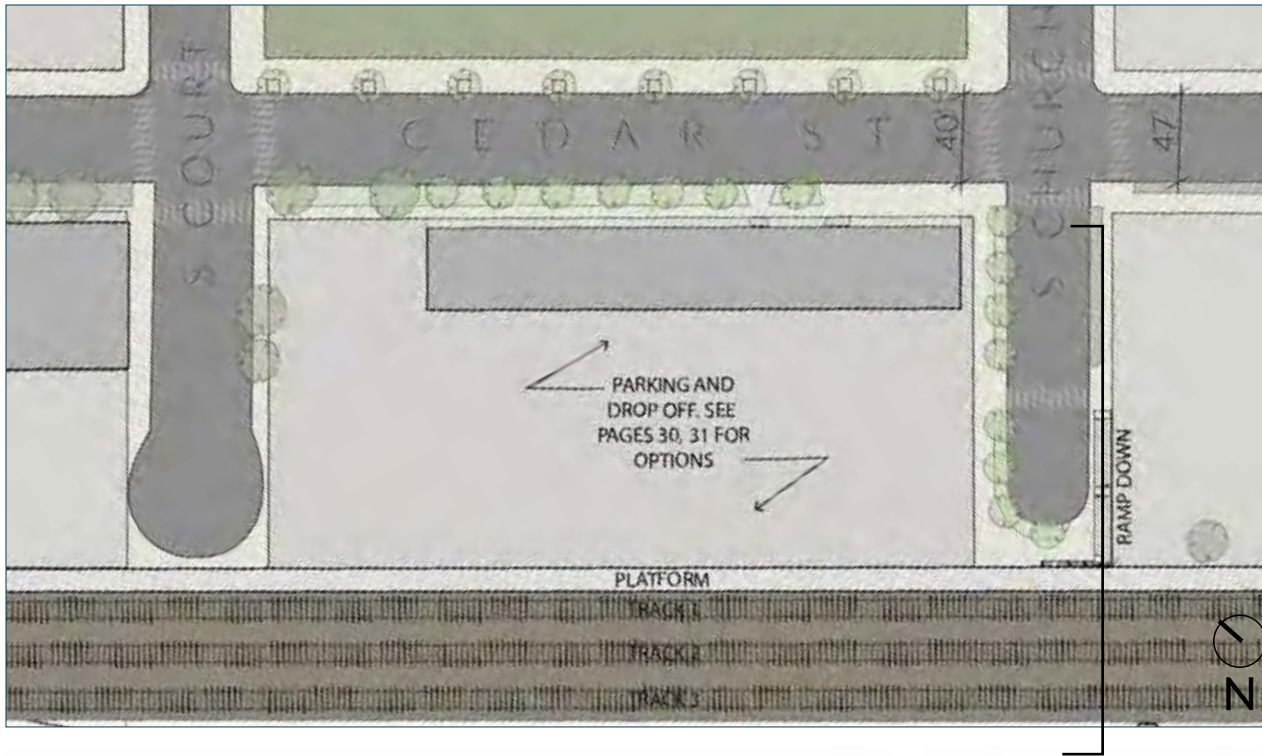 S COURT
S CHURCH
CEDAR ST
40
47
PARKING AND
DROP OFF. SEE
PAGES 30, 31 FOR
OPTIONS
RAMP DOWN
PLATFORM
TRACK 1
TRACK 2
TRACK 3
N